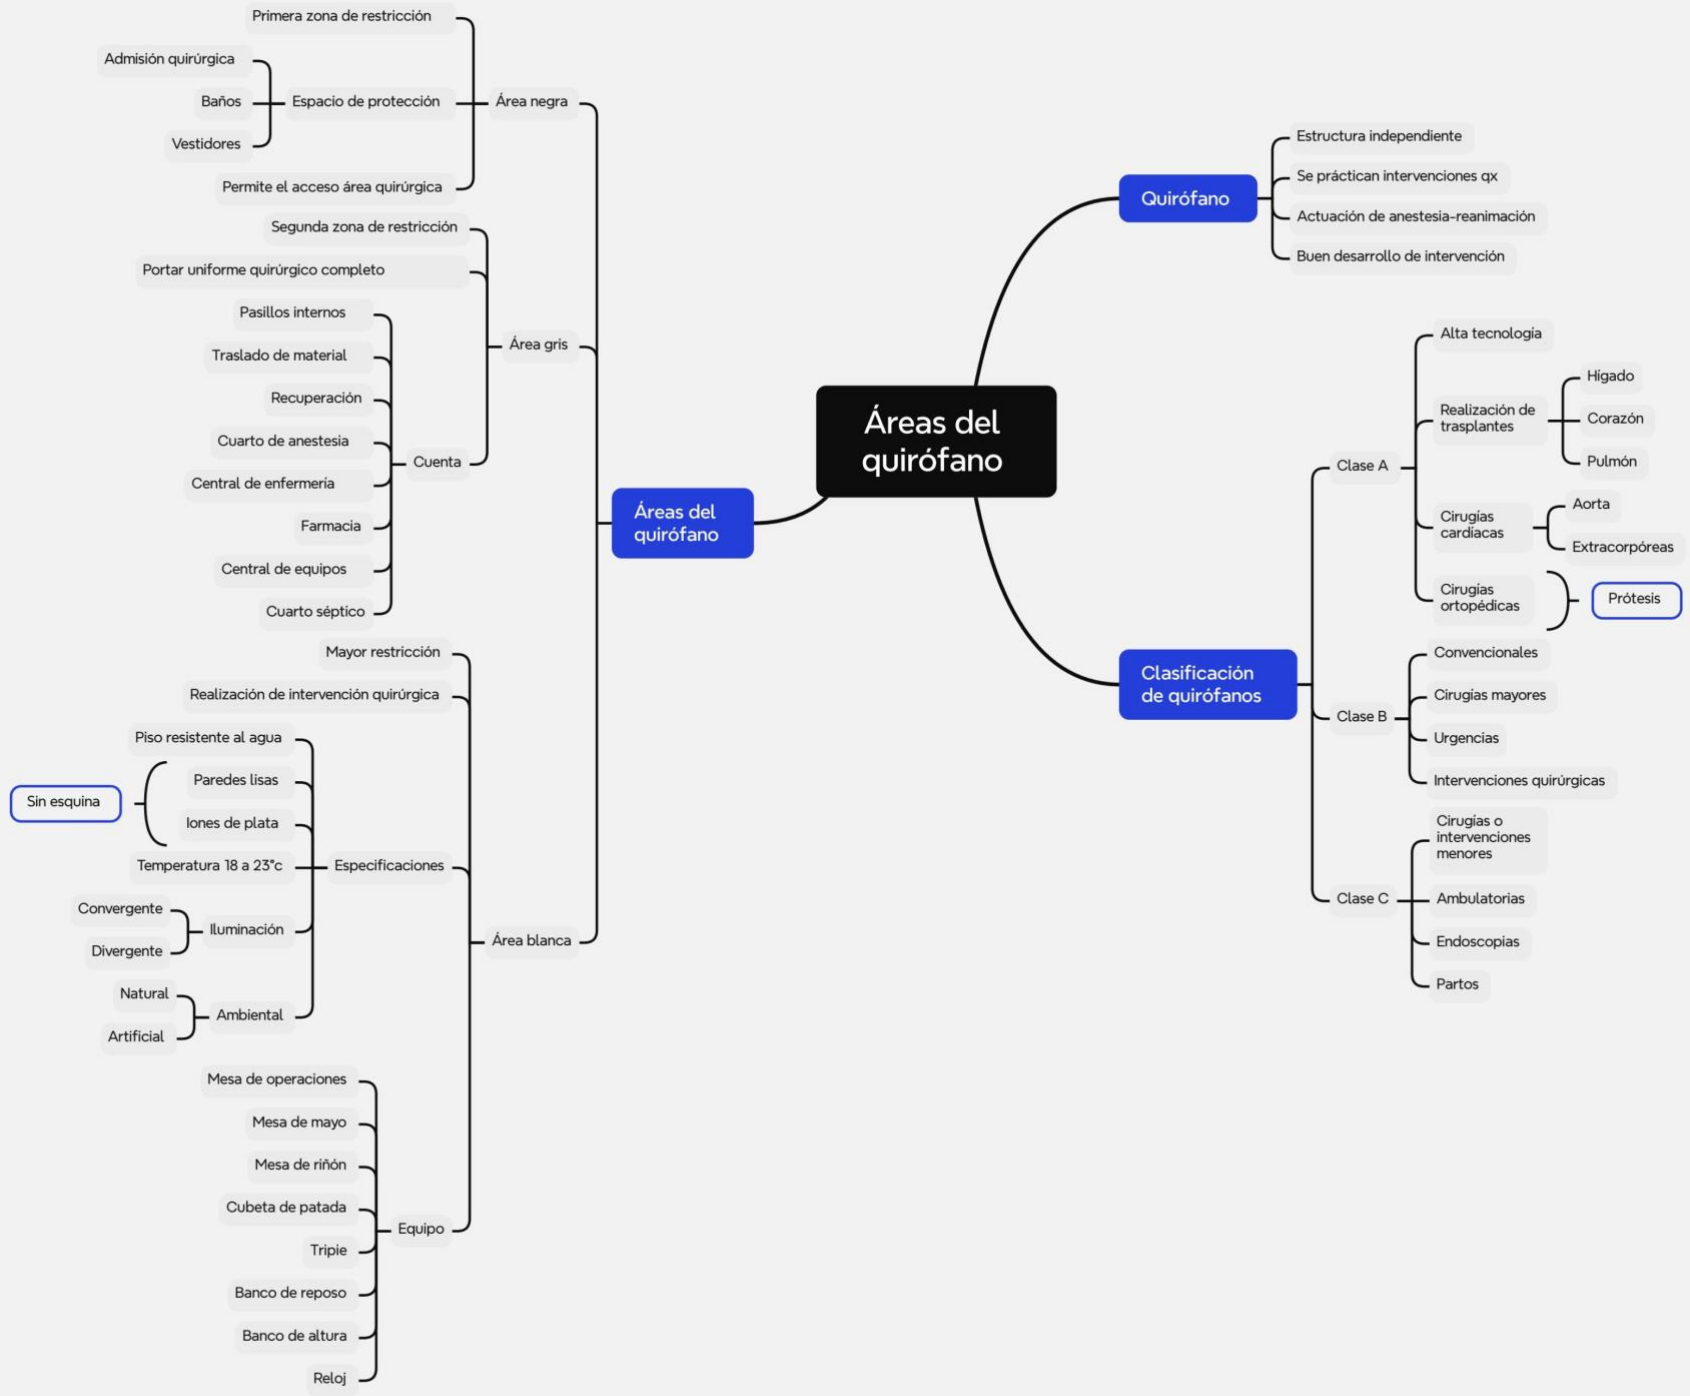 Áreas del
quirófano
Quirófano
Estructura independiente
Se práctican intervenciones qx
Actuación de anestesia-reanimación
Buen desarrollo de intervención
Clasificación
de quirófanos
Clase A
Alta tecnología
Realización de
trasplantes
Hígado
Corazón
Pulmón
Cirugías
cardíacas
Aorta
Extracorpóreas
Cirugías
ortopédicas
Prótesis
Clase B
Convencionales
Cirugías mayores
Urgencias
Intervenciones quirúrgicas
Clase C
Cirugías o
intervenciones
menores
Ambulatorias
Endoscopias
Partos
Áreas del
quirófano
Área negra
Primera zona de restricción
Espacio de protección
Admisión quirúrgica
Baños
Vestidores
Permite el acceso área quirúrgica
Área gris
Segunda zona de restricción
Portar uniforme quirúrgico completo
Cuenta
Pasillos internos
Traslado de material
Recuperación
Cuarto de anestesia
Central de enfermería
Farmacia
Central de equipos
Cuarto séptico
Área blanca
Mayor restricción
Realización de intervención quirúrgica
Especificaciones
Piso resistente al agua
Paredes lisas
Iones de plata
Sin esquina
Temperatura 18 a 23°c
Iluminación
Convergente
Divergente
Ambiental
Natural
Artificial
Equipo
Mesa de operaciones
Mesa de mayo
Mesa de riñón
Cubeta de patada
Tripie
Banco de reposo
Banco de altura
Reloj